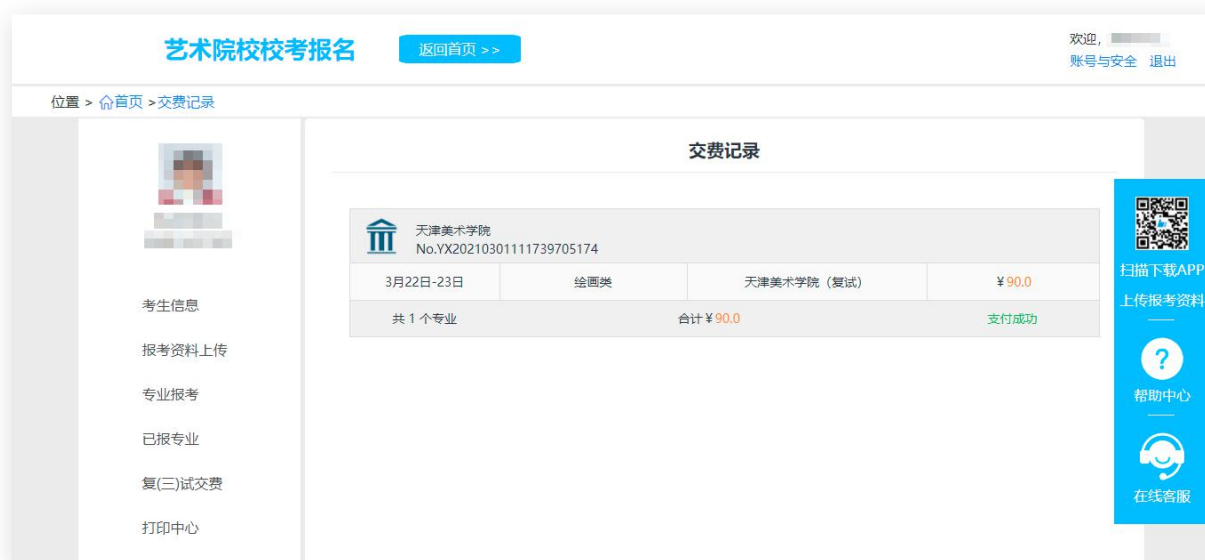 艺术院校校考报名
返回首页 >>
欢迎,
账号与安全 退出
位置 > 首页 >交费记录
考生信息
报考资料上传
专业报考
已报专业
复(三)试交费
打印中心
交费记录
天津美术学院
No.YX20210301111739705174
3月22日-23日 绘画类 天津美术学院（复试） ¥90.0
共 1 个专业 合计¥90.0 支付成功
扫描下载APP
上传报考资料
?
帮助中心
在线客服